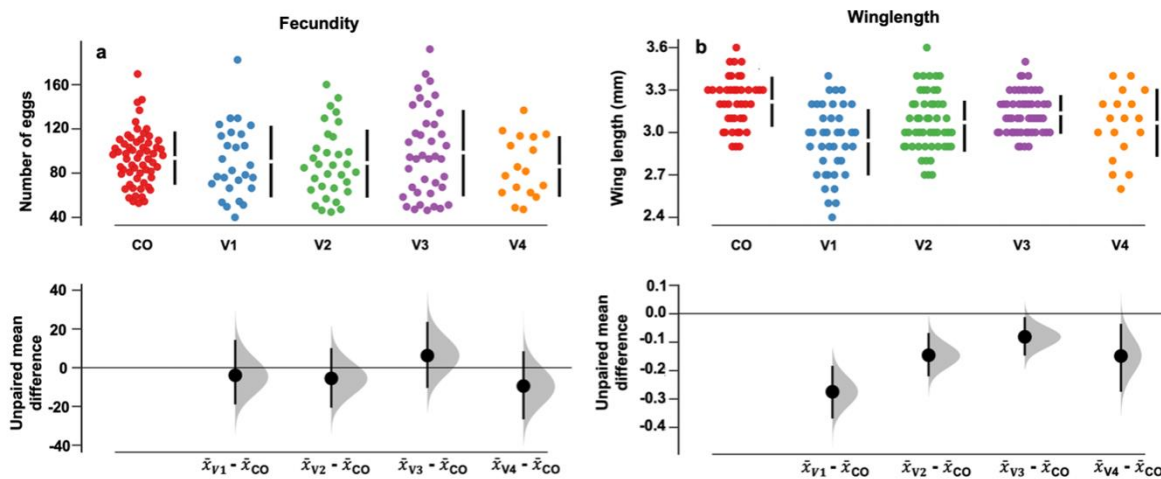 Fecundity
a
Number of eggs
160
120
80
40
CO V1 V2 V3 V4
Unpaired mean
difference
40
20
0
-20
-40
x̄V1 - x̄CO x̄V2 - x̄CO x̄V3 - x̄CO x̄V4 - x̄CO
Winglength
b
Wing length (mm)
3.6
3.3
3.0
2.7
2.4
CO V1 V2 V3 V4
Unpaired mean
difference
0.1
0.0
-0.1
-0.2
-0.3
-0.4
-0.5
x̄V1 - x̄CO x̄V2 - x̄CO x̄V3 - x̄CO x̄V4 - x̄CO